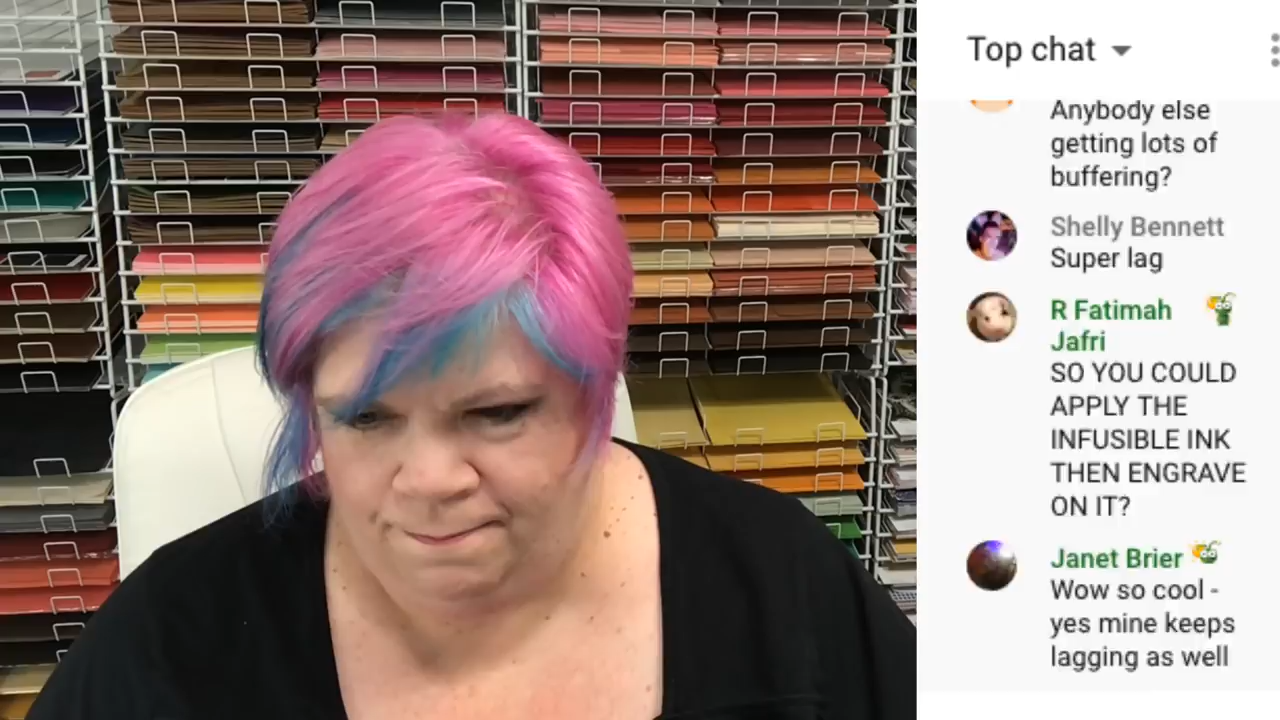 Top chat
Anybody else
getting lots of
buffering?
Shelly Bennett
Super lag
R Fatimah
Jafri
SO YOU COULD
APPLY THE
INFUSIBLE INK
THEN ENGRAVE
ON IT?
Janet Brier
Wow so cool -
yes mine keeps
lagging as well